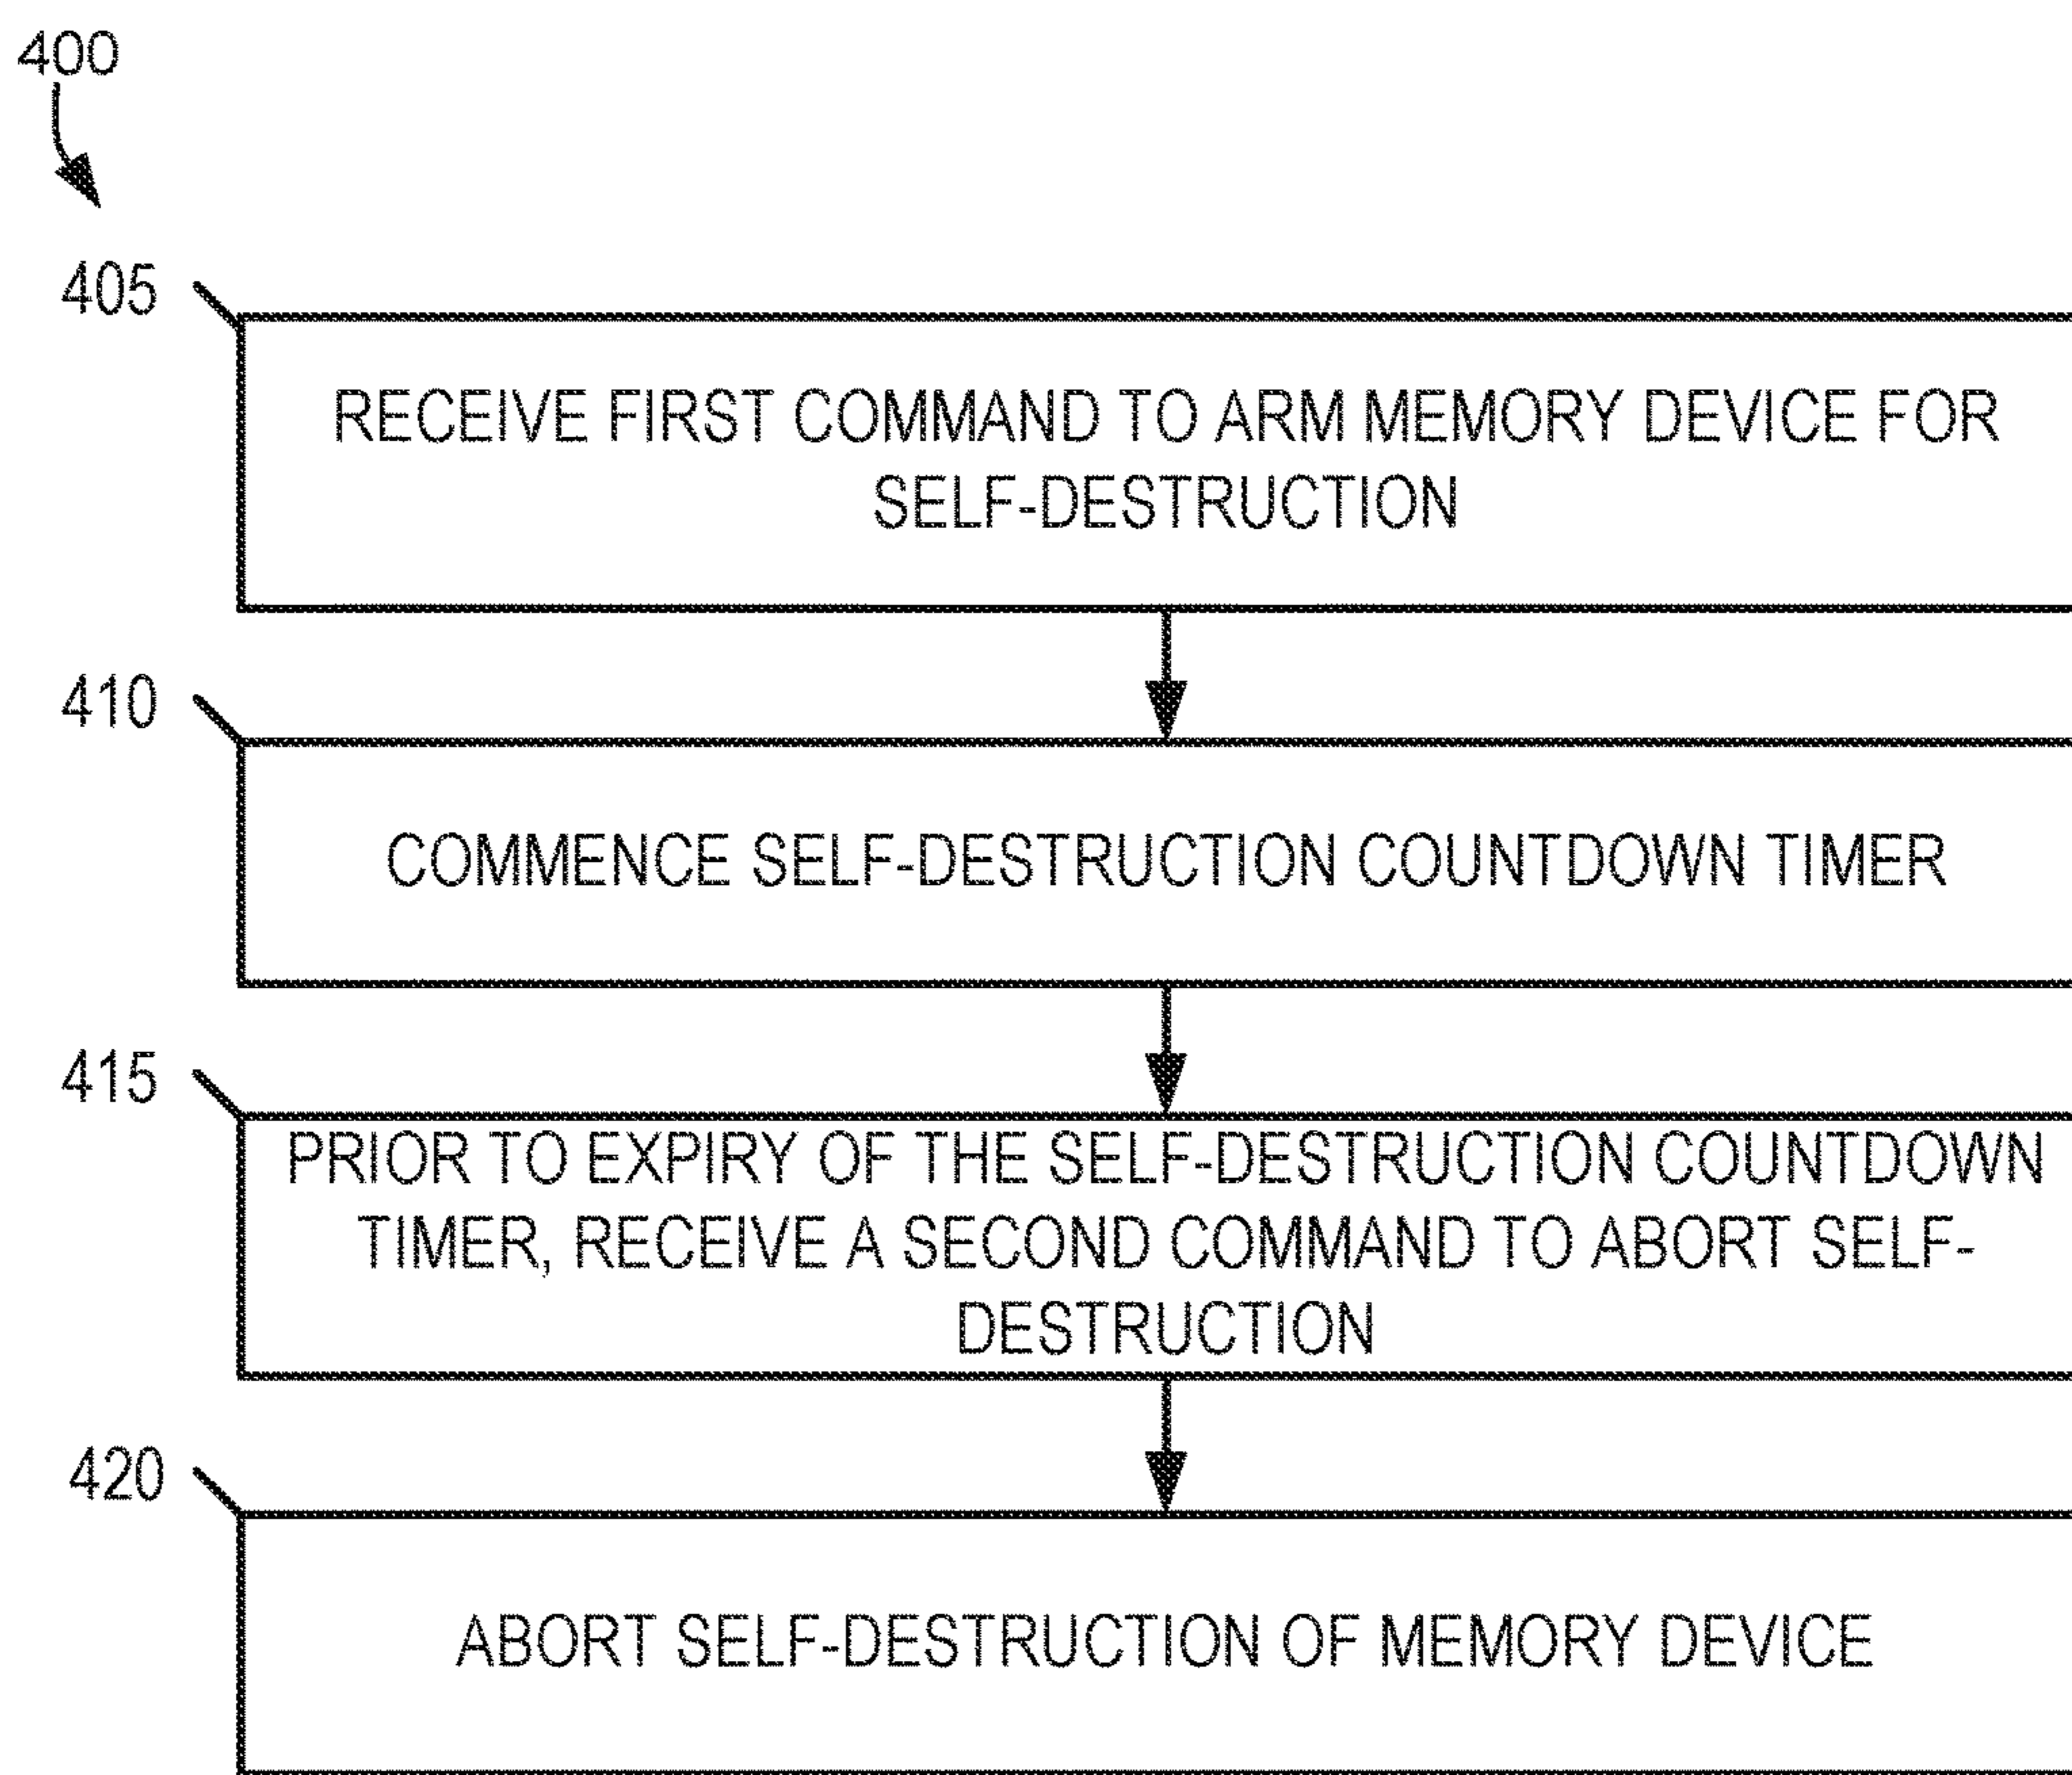 400
405
RECEIVE FIRST COMMAND TO ARM MEMORY DEVICE FOR
SELF-DESTRUCTION
410
COMMENCE SELF-DESTRUCTION COUNTDOWN TIMER
415
PRIOR TO EXPIRY OF THE SELF-DESTRUCTION COUNTDOWN
TIMER, RECEIVE A SECOND COMMAND TO ABORT SELF-
DESTRUCTION
420
ABORT SELF-DESTRUCTION OF MEMORY DEVICE